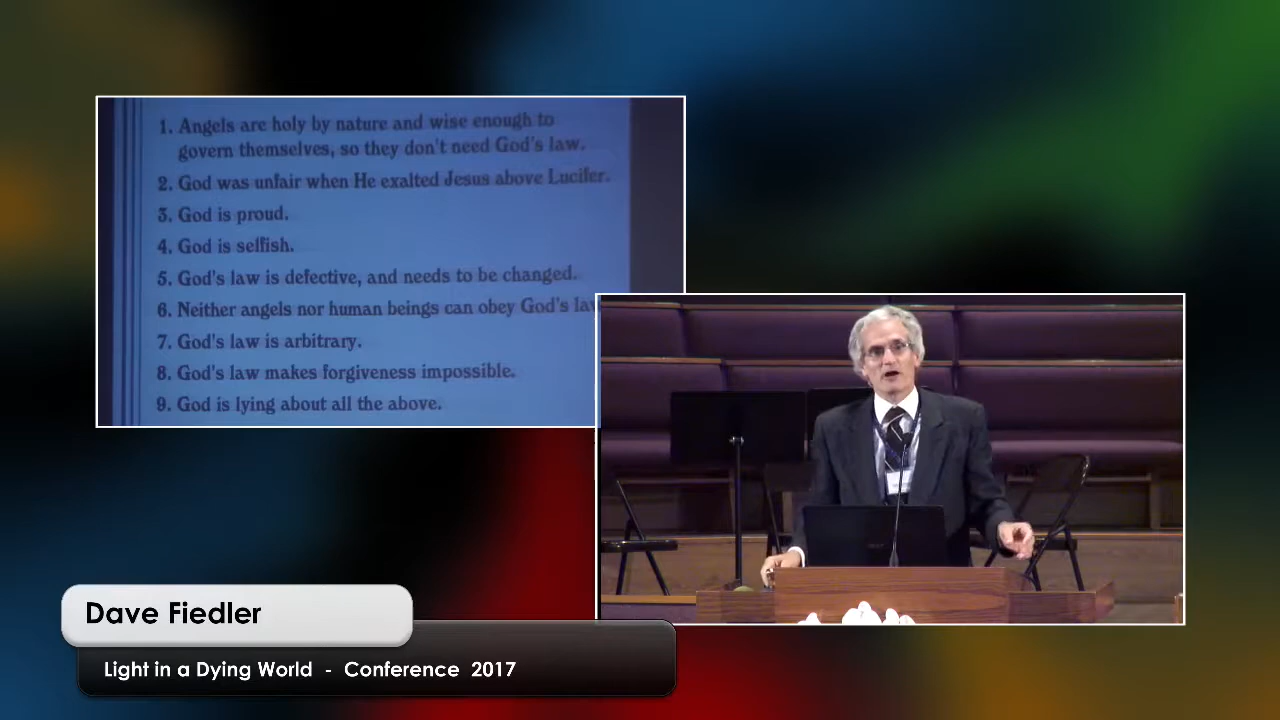 1. Angels are holy by nature and wise enough to
govern themselves, so they don't need God's law.
2. God was unfair when He exalted Jesus above Lucifer.
3. God is proud.
4. God is selfish.
5. God's law is defective, and needs to be changed.
6. Neither angels nor human beings can obey God's
7. God's law is arbitrary.
8. God's law makes forgiveness impossible.
9. God is lying about all the above.
Dave Fiedler
Light in a Dying World - Conference 2017